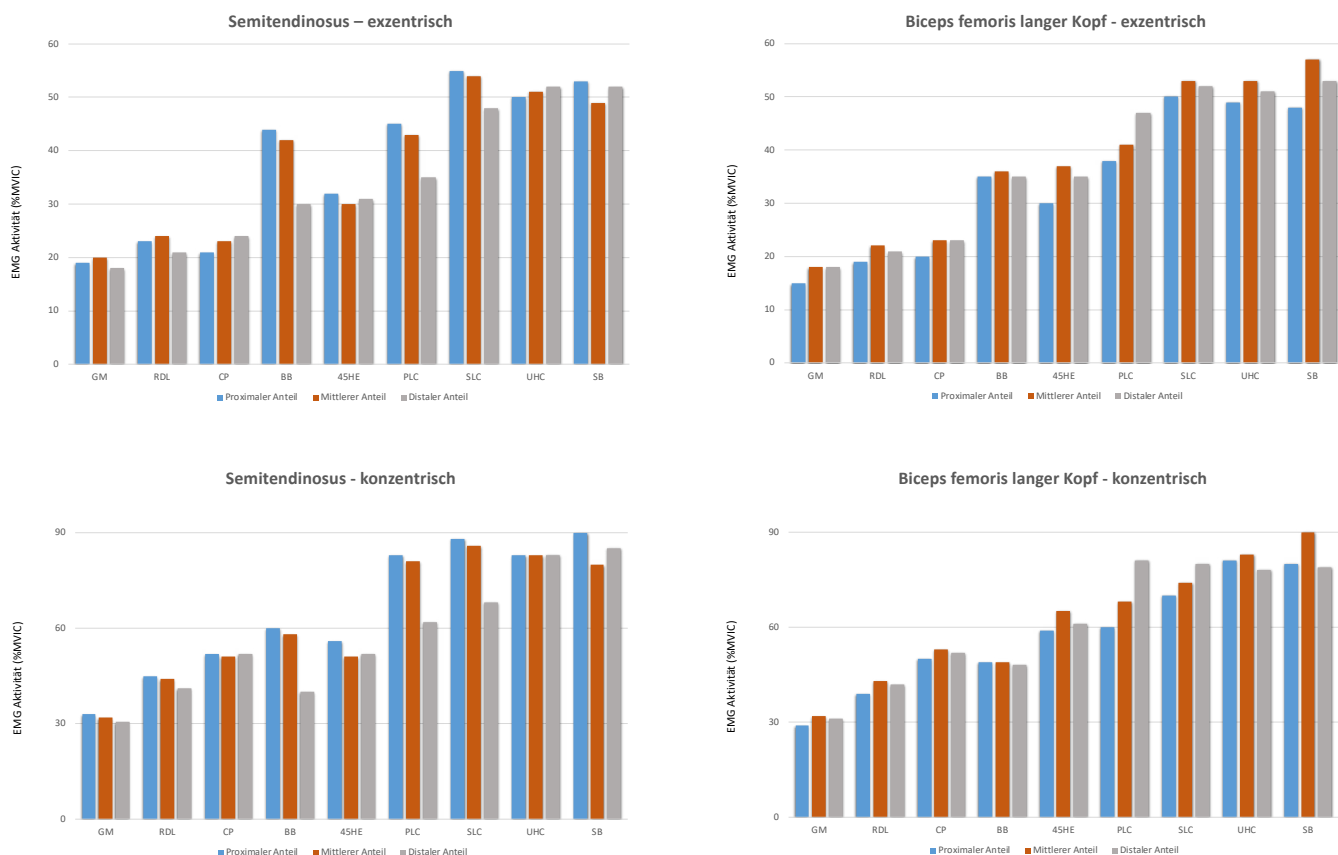 Semitendinosus – exzentrisch
EMG Aktivität (%MVIC)
60
50
40
30
20
10
0
GM RDL CP BB 45HE PLC SLC UHC SB
Proximaler Anteil Mittlerer Anteil Distaler Anteil
Biceps femoris langer Kopf - exzentrisch
EMG Aktivität (%MVIC)
60
50
40
30
20
10
0
GM RDL CP BB 45HE PLC SLC UHC SB
Proximaler Anteil Mittlerer Anteil Distaler Anteil
Semitendinosus - konzentrisch
EMG Aktivität (%MVIC)
90
60
30
0
GM RDL CP BB 45HE PLC SLC UHC SB
Proximaler Anteil Mittlerer Anteil Distaler Anteil
Biceps femoris langer Kopf - konzentrisch
EMG Aktivität (%MVIC)
90
60
30
0
GM RDL CP BB 45HE PLC SLC UHC SB
Proximaler Anteil Mittlerer Anteil Distaler Anteil